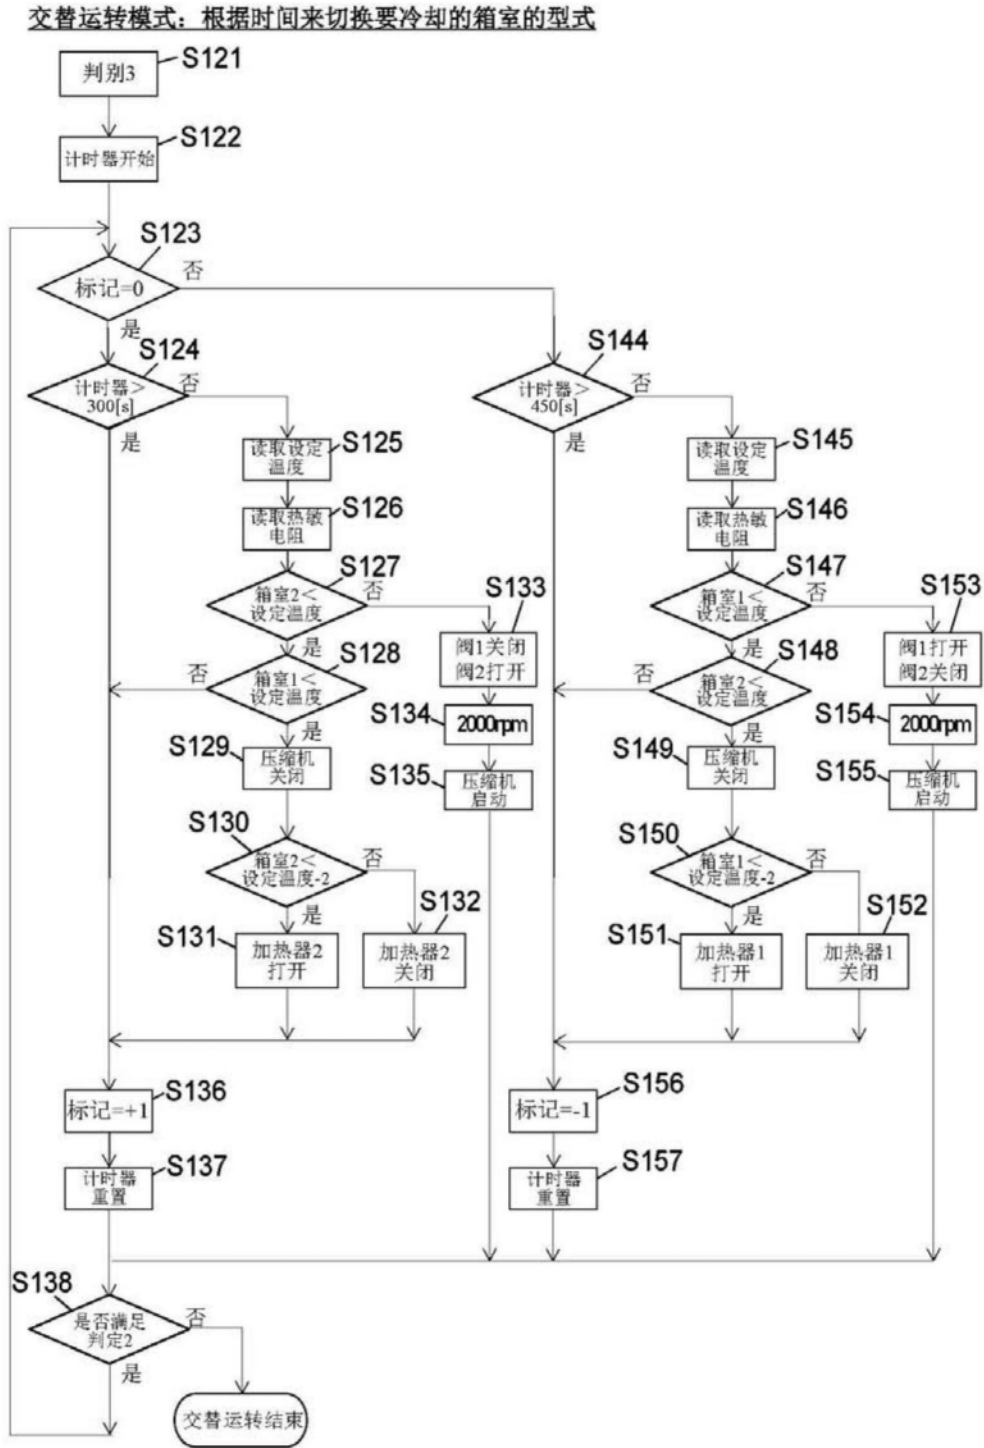 交替运转模式：根据时间来切换要冷却的箱室的型式
S121
判别3
S122
计时器开始
S123
标记=0
否
是
S124
计时器＞
300[s]
否
是
S144
计时器＞
450[s]
否
是
S125
读取设定
温度
S126
读取热敏
电阻
S127
箱室2＜
设定温度
否
是
S128
箱室1＜
设定温度
否
是
S129
压缩机
关闭
S130
箱室2＜
设定温度-2
否
是
S131
加热器2
打开
S132
加热器2
关闭
S133
阀1关闭
阀2打开
S134
2000rpm
S135
压缩机
启动
S145
读取设定
温度
S146
读取热敏
电阻
S147
箱室1＜
设定温度
否
是
S148
箱室2＜
设定温度
否
是
S149
压缩机
关闭
S150
箱室1＜
设定温度-2
否
是
S151
加热器1
打开
S152
加热器1
关闭
S153
阀1打开
阀2关闭
S154
2000rpm
S155
压缩机
启动
S136
标记=+1
S137
计时器
重置
S156
标记=-1
S157
计时器
重置
S138
是否满足
判定2
否
是
交替运转结束